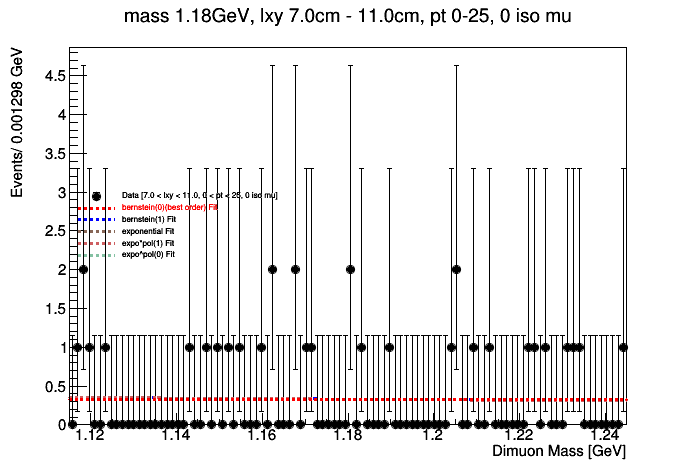 mass 1.18GeV, lxy 7.0cm - 11.0cm, pt 0-25, 0 iso mu
Events/ 0.001298 GeV
4.5
4
3.5
3
2.5
2
1.5
1
0.5
0
Data [7.0 < lxy < 11.0, 0 < pt < 25, 0 iso mu]
bernstein(0)(best order) Fit
bernstein(1) Fit
exponential Fit
expo*pol(1) Fit
expo^pol(0) Fit
1.12 1.14 1.16 1.18 1.2 1.22 1.24
Dimuon Mass [GeV]